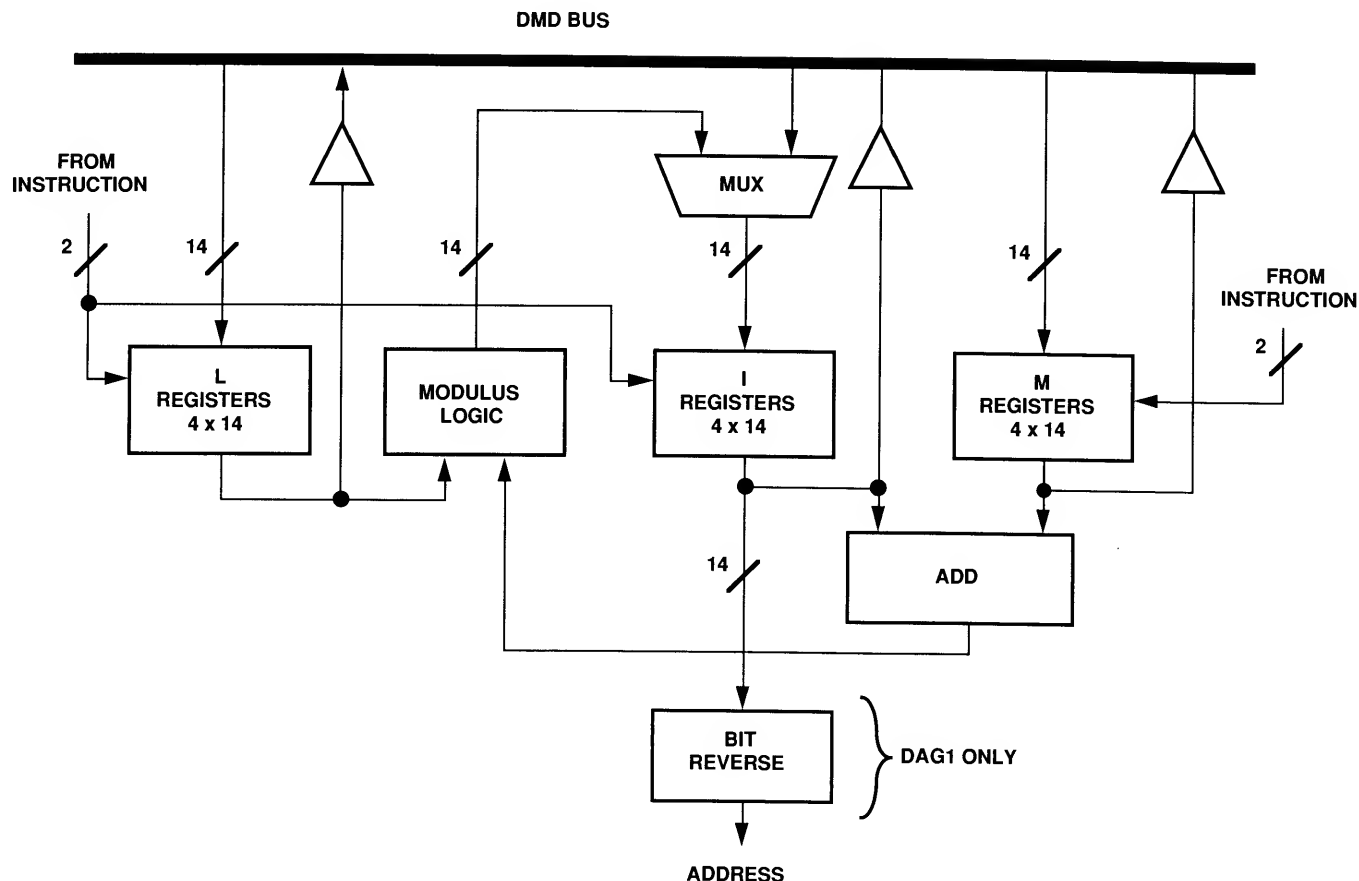 DMD BUS
FROM
INSTRUCTION
MUX
2
14
14
14
14
FROM
INSTRUCTION
2
L
REGISTERS
4 x 14
MODULUS
LOGIC
I
REGISTERS
4 x 14
M
REGISTERS
4 x 14
14
ADD
BIT
REVERSE
DAG1 ONLY
ADDRESS